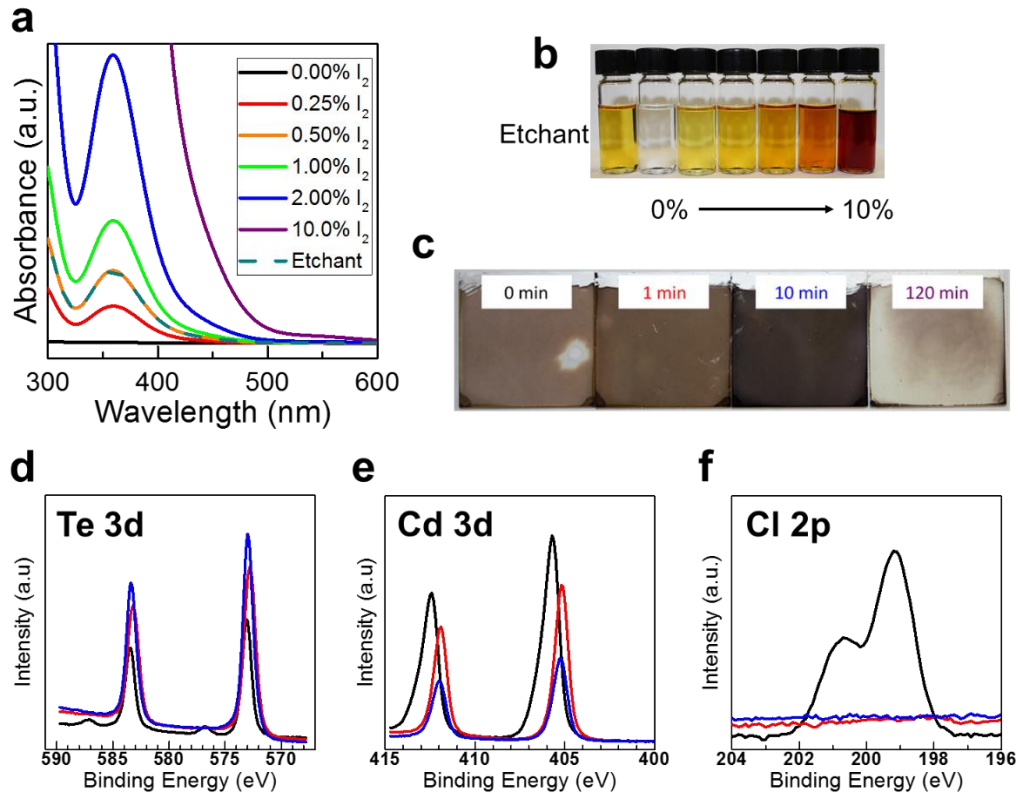 a
Absorbance (a.u.)
0.00% I₂
0.25% I₂
0.50% I₂
1.00% I₂
2.00% I₂
10.0% I₂
Etchant
300 400 500 600
Wavelength (nm)
b
Etchant
0% 10%
c
0 min 1 min 10 min 120 min
d
Te 3d
Intensity (a.u)
590 580 570
Binding Energy (eV)
e
Cd 3d
Intensity (a.u)
415 410 405 400
Binding Energy (eV)
f
Cl 2p
Intensity (a.u.)
204 202 200 198 196
Binding Energy (eV)